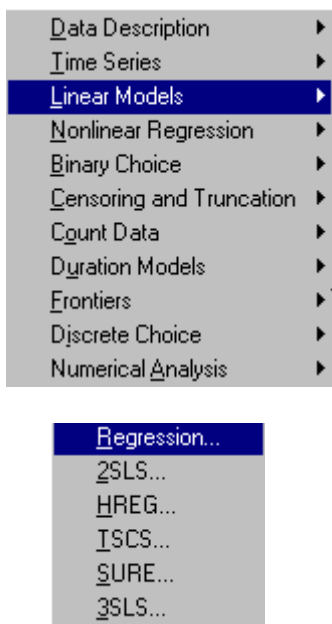 Data Description
Time Series
Linear Models
Nonlinear Regression
Binary Choice
Censoring and Truncation
Count Data
Duration Models
Frontiers
Discrete Choice
Numerical Analysis
Regression...
2SLS...
HREG...
TSCS...
SURE...
3SLS...